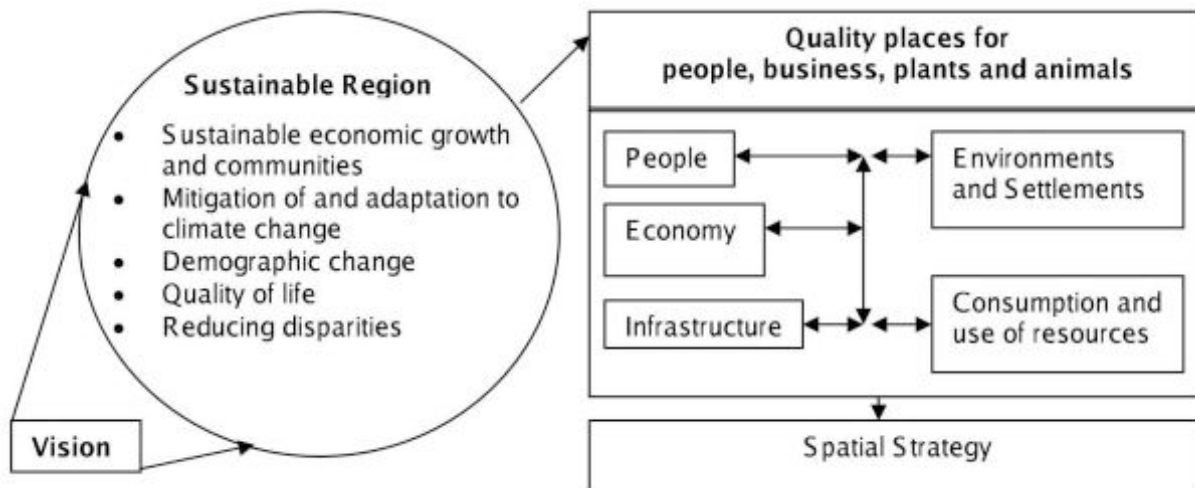 Sustainable Region
• Sustainable economic growth
and communities
• Mitigation of and adaptation to
climate change
• Demographic change
• Quality of life
• Reducing disparities
Vision
Quality places for
people, business, plants and animals
People
Economy
Infrastructure
Environments
and Settlements
Consumption and
use of resources
Spatial Strategy